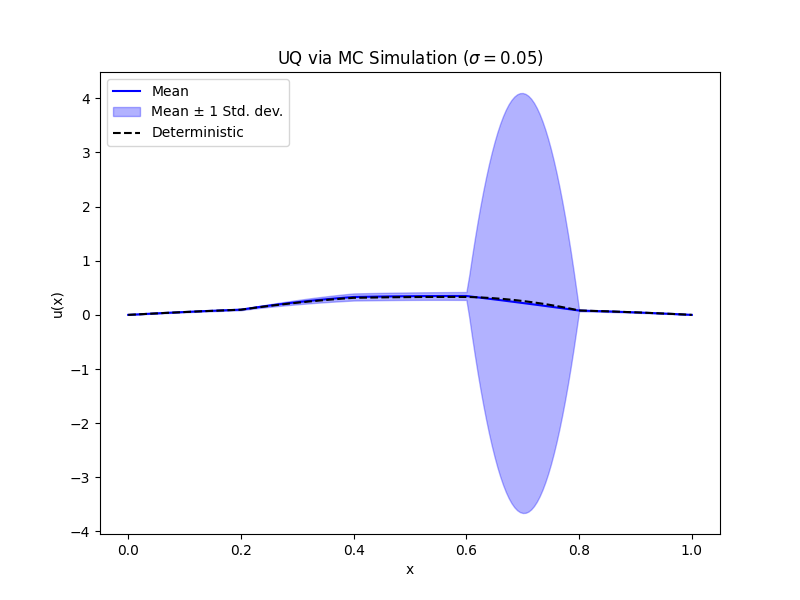 UQ via MC Simulation (σ = 0.05)
Mean
Mean ± 1 Std. dev.
Deterministic
4
3
2
1
0
−1
−2
−3
−4
u(x)
0.0 0.2 0.4 0.6 0.8 1.0
x